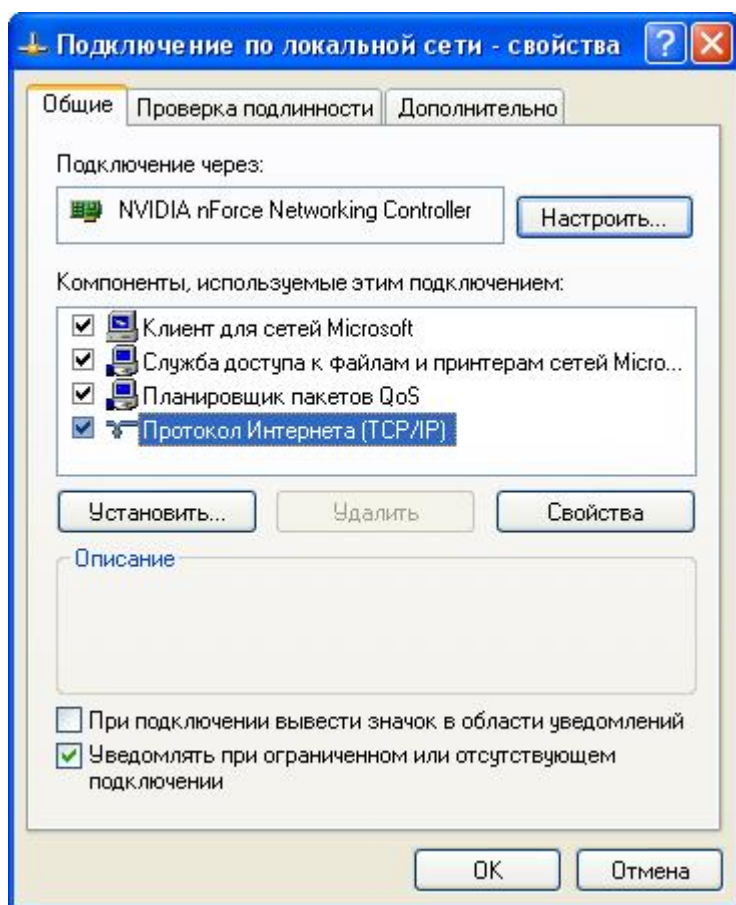 Подключение по локальной сети - свойства
Общие
Проверка подлинности
Дополнительно
Подключение через:
NVIDIA nForce Networking Controller
Настроить...
Компоненты, используемые этим подключением:
Клиент для сетей Microsoft
Служба доступа к файлам и принтерам сетей Micro...
Планировщик пакетов QoS
Протокол Интернета (TCP/IP)
Установить...
Удалить
Свойства
Описание
При подключении вывести значок в области уведомлений
Уведомлять при ограниченном или отсутствующем
подключении
OK
Отмена